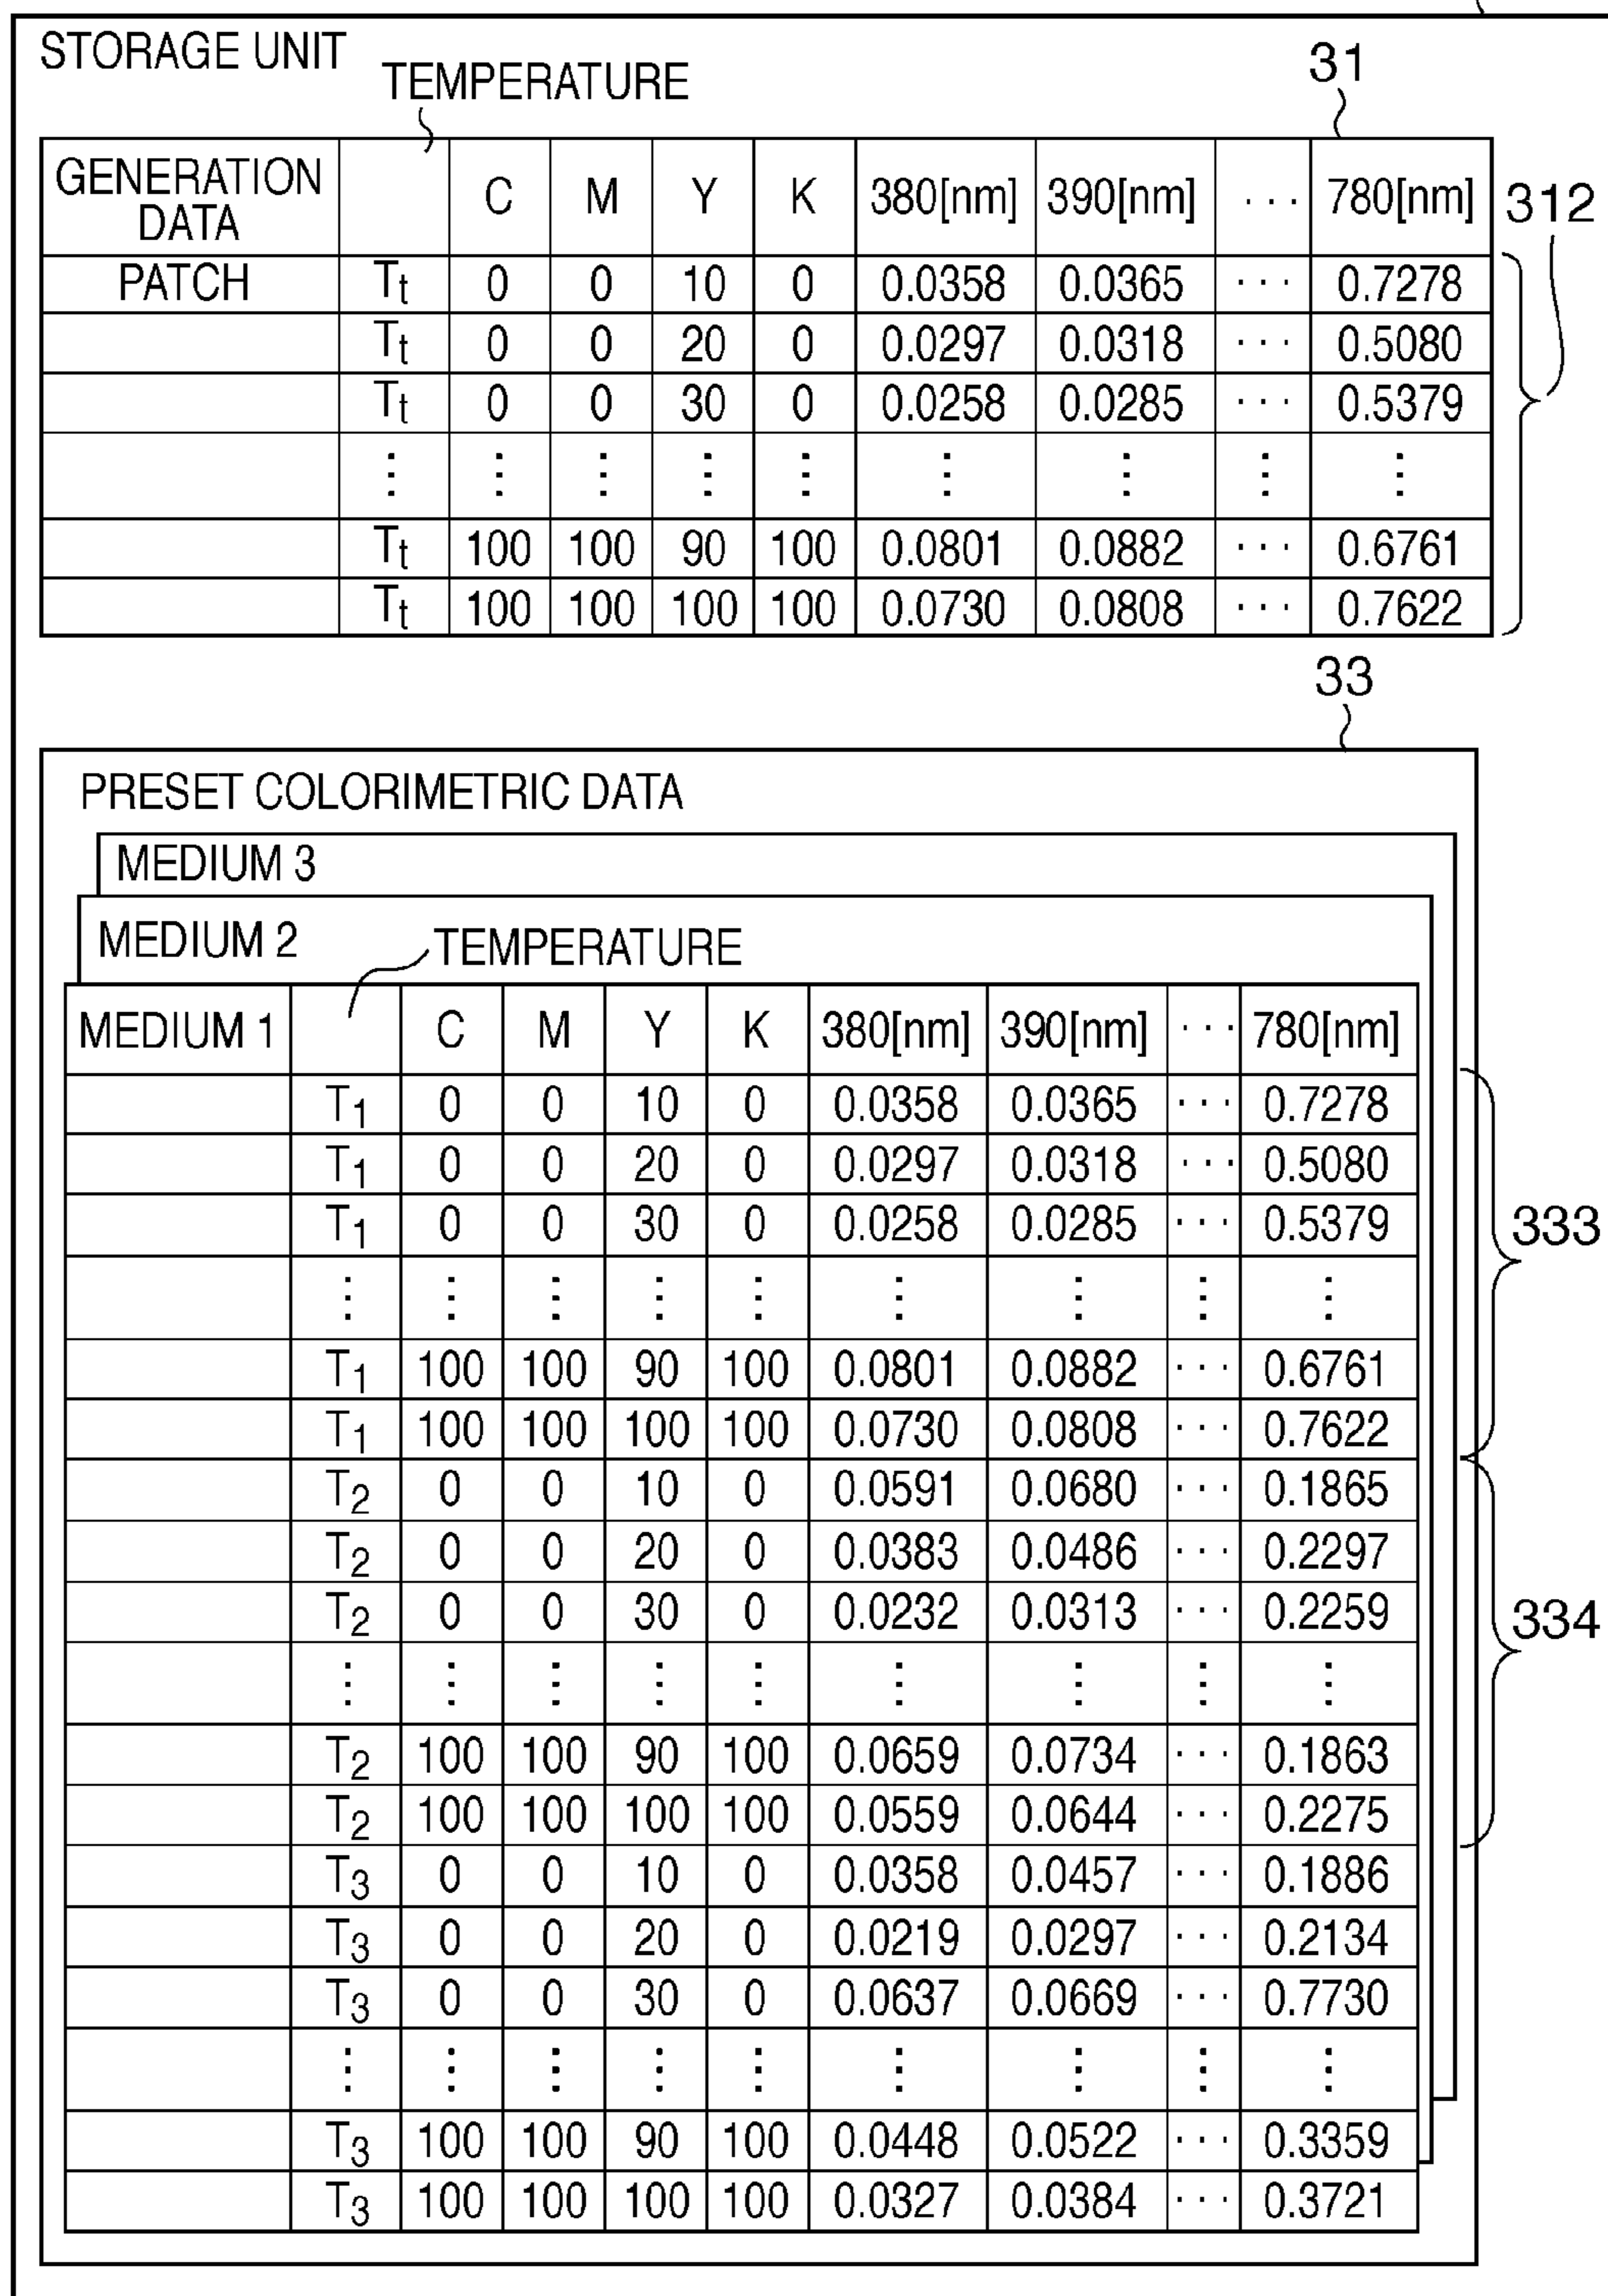 STORAGE UNIT
TEMPERATURE
31
GENERATION DATA C M Y K 380[nm] 390[nm] ··· 780[nm]
312
PATCH Tt 0 0 10 0 0.0358 0.0365 ··· 0.7278
Tt 0 0 20 0 0.0297 0.0318 ··· 0.5080
Tt 0 0 30 0 0.0258 0.0285 ··· 0.5379
⋮ ⋮ ⋮ ⋮ ⋮ ⋮ ⋮ ⋮ ⋮
Tt 100 100 90 100 0.0801 0.0882 ··· 0.6761
Tt 100 100 100 100 0.0730 0.0808 ··· 0.7622
33
PRESET COLORIMETRIC DATA
MEDIUM 3
MEDIUM 2
TEMPERATURE
MEDIUM 1 C M Y K 380[nm] 390[nm] ··· 780[nm]
T1 0 0 10 0 0.0358 0.0365 ··· 0.7278
T1 0 0 20 0 0.0297 0.0318 ··· 0.5080
T1 0 0 30 0 0.0258 0.0285 ··· 0.5379
333
⋮ ⋮ ⋮ ⋮ ⋮ ⋮ ⋮ ⋮ ⋮
T1 100 100 90 100 0.0801 0.0882 ··· 0.6761
T1 100 100 100 100 0.0730 0.0808 ··· 0.7622
T2 0 0 10 0 0.0591 0.0680 ··· 0.1865
T2 0 0 20 0 0.0383 0.0486 ··· 0.2297
T2 0 0 30 0 0.0232 0.0313 ··· 0.2259
334
⋮ ⋮ ⋮ ⋮ ⋮ ⋮ ⋮ ⋮ ⋮
T2 100 100 90 100 0.0659 0.0734 ··· 0.1863
T2 100 100 100 100 0.0559 0.0644 ··· 0.2275
T3 0 0 10 0 0.0358 0.0457 ··· 0.1886
T3 0 0 20 0 0.0219 0.0297 ··· 0.2134
T3 0 0 30 0 0.0637 0.0669 ··· 0.7730
⋮ ⋮ ⋮ ⋮ ⋮ ⋮ ⋮ ⋮ ⋮
T3 100 100 90 100 0.0448 0.0522 ··· 0.3359
T3 100 100 100 100 0.0327 0.0384 ··· 0.3721